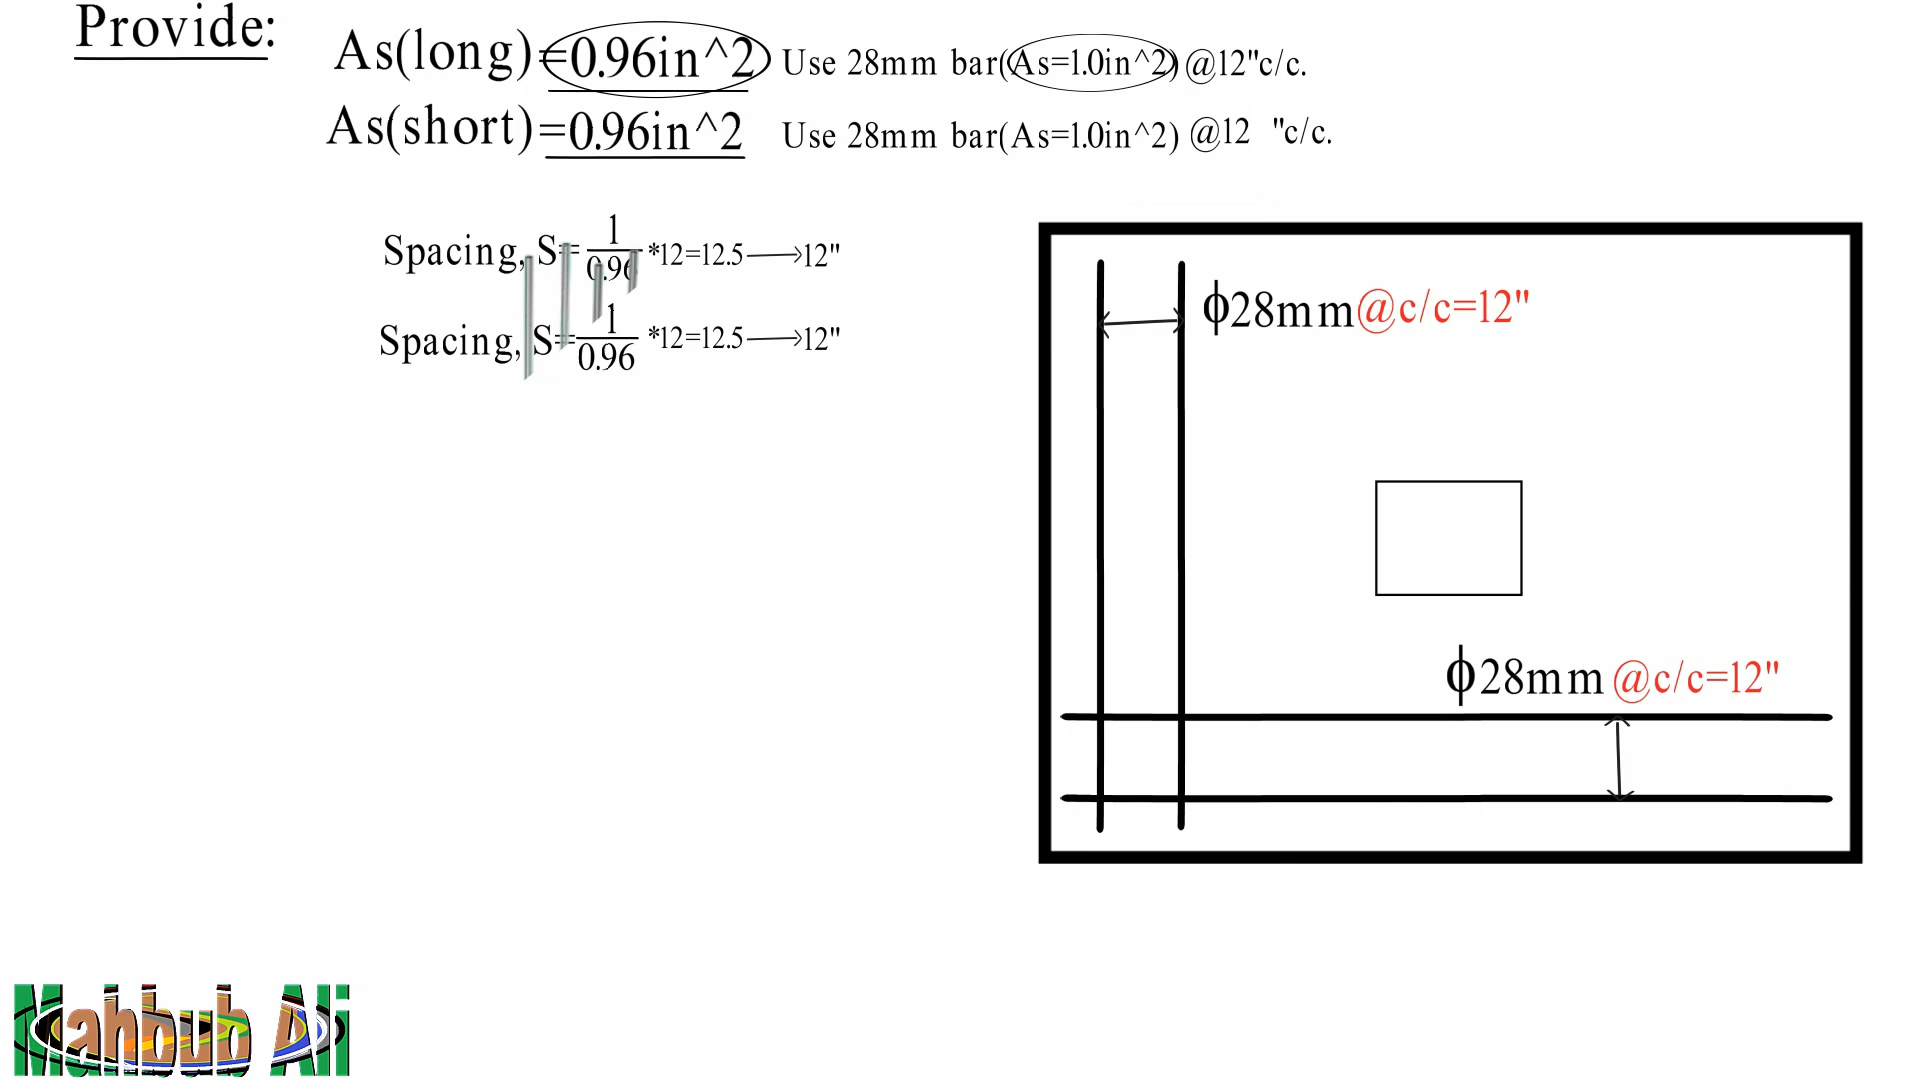 Provide:
As(long)=0.96in^2 Use 28mm bar(As=1.0in^2) @12"c/c.
As(short)=0.96in^2 Use 28mm bar(As=1.0in^2) @12 "c/c.
Spacing, S= 1/0.96 *12=12.5→12"
Spacing, S= 1/0.96 *12=12.5→12"
ϕ28mm@c/c=12"
ϕ28mm @c/c=12"
Mahbub Ali